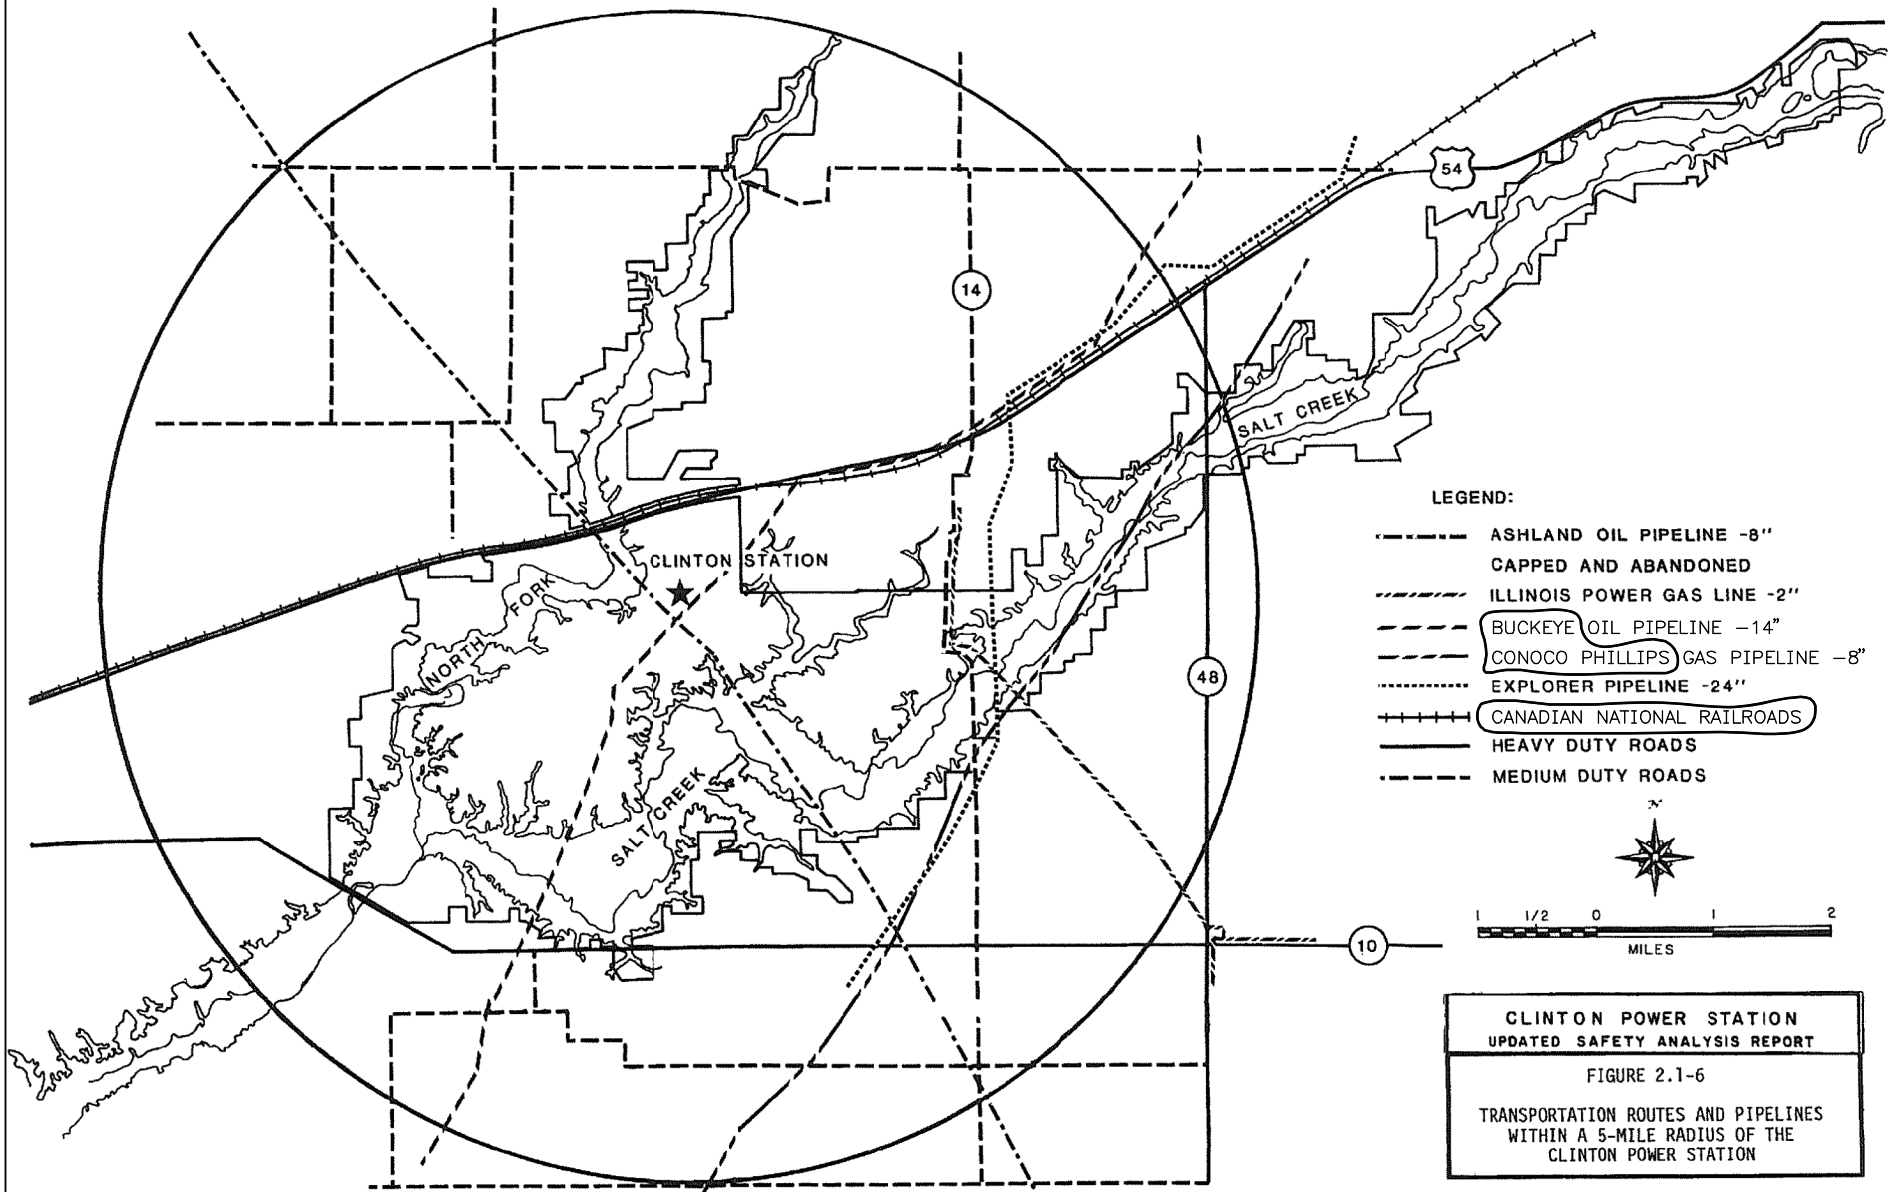 54
14
SALT CREEK
LEGEND:
ASHLAND OIL PIPELINE -8"
CAPPED AND ABANDONED
ILLINOIS POWER GAS LINE -2"
BUCKEYE OIL PIPELINE -14"
CONOCO PHILLIPS GAS PIPELINE -8"
EXPLORER PIPELINE -24"
CANADIAN NATIONAL RAILROADS
HEAVY DUTY ROADS
MEDIUM DUTY ROADS
CLINTON STATION
NORTH FORK
48
SALT CREEK
N
1 1/2 0 1 2
MILES
10
CLINTON POWER STATION
UPDATED SAFETY ANALYSIS REPORT
FIGURE 2.1-6
TRANSPORTATION ROUTES AND PIPELINES
WITHIN A 5-MILE RADIUS OF THE
CLINTON POWER STATION